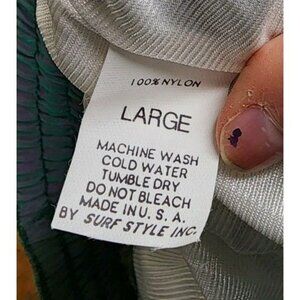 100% NYLON
LARGE
MACHINE WASH
COLD WATER
TUMBLE DRY
DO NOT BLEACH
MADE IN U. S. A.
BY SURF STYLE INC.